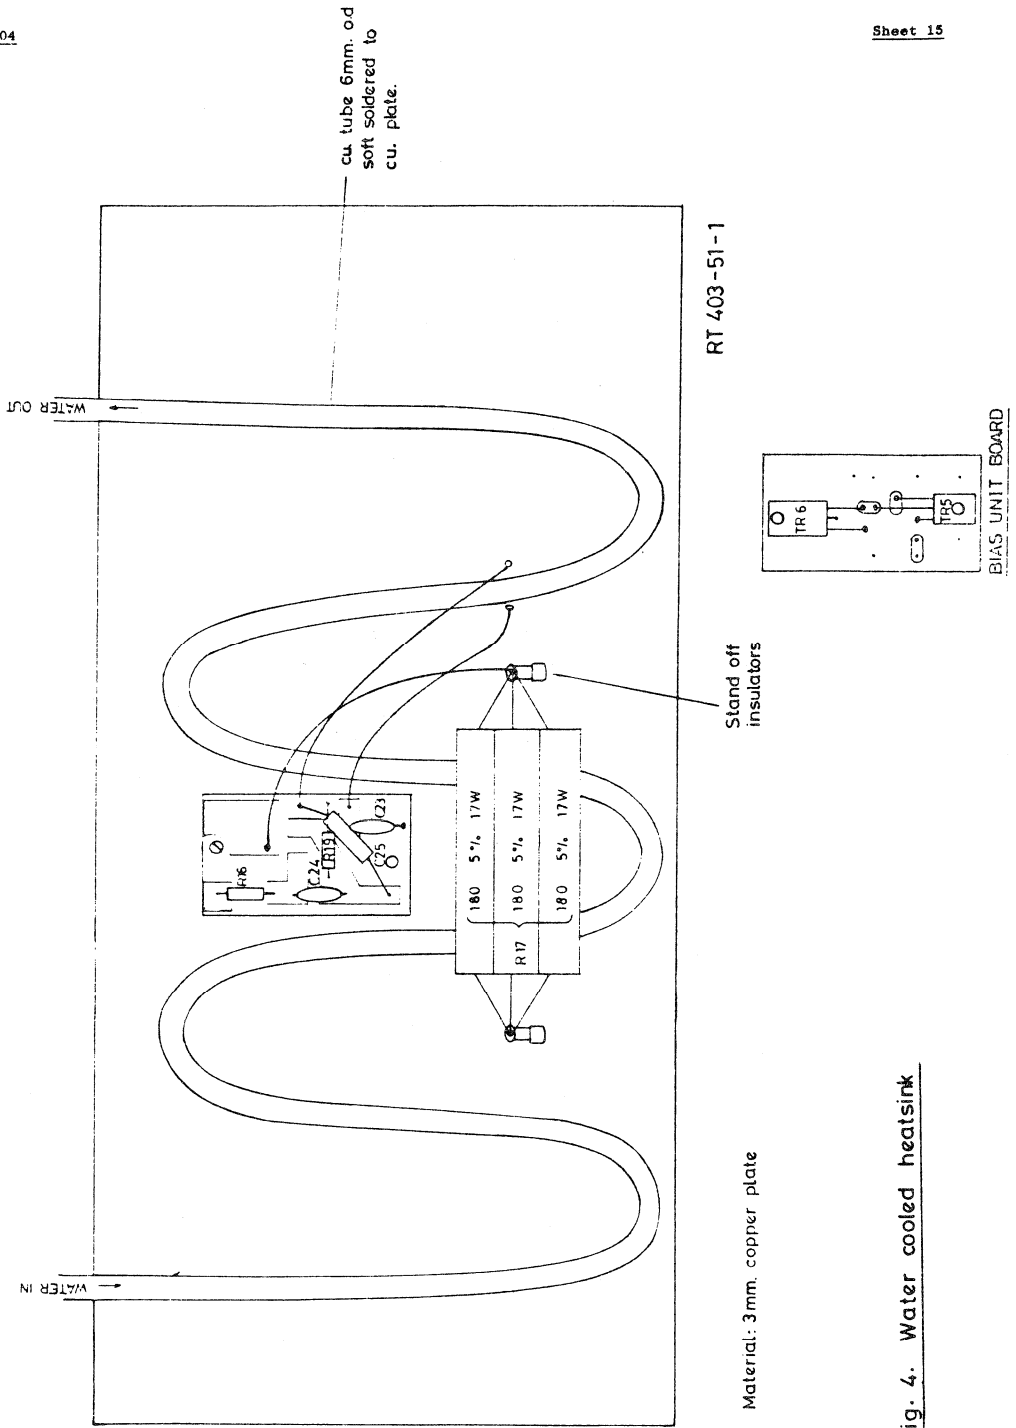 04
Sheet 15
cu. tube 6mm. o.d
soft soldered to
cu. plate.
WATER OUT
RT 403-51-1
TR 6
TR5
BIAS UNIT BOARD
Stand off
insulators
R16
C24
R19
C25
C23
180 5% 17W
180 5% 17W
180 5% 17W
R17
WATER IN
Material: 3mm. copper plate
ig. 4. Water cooled heatsink